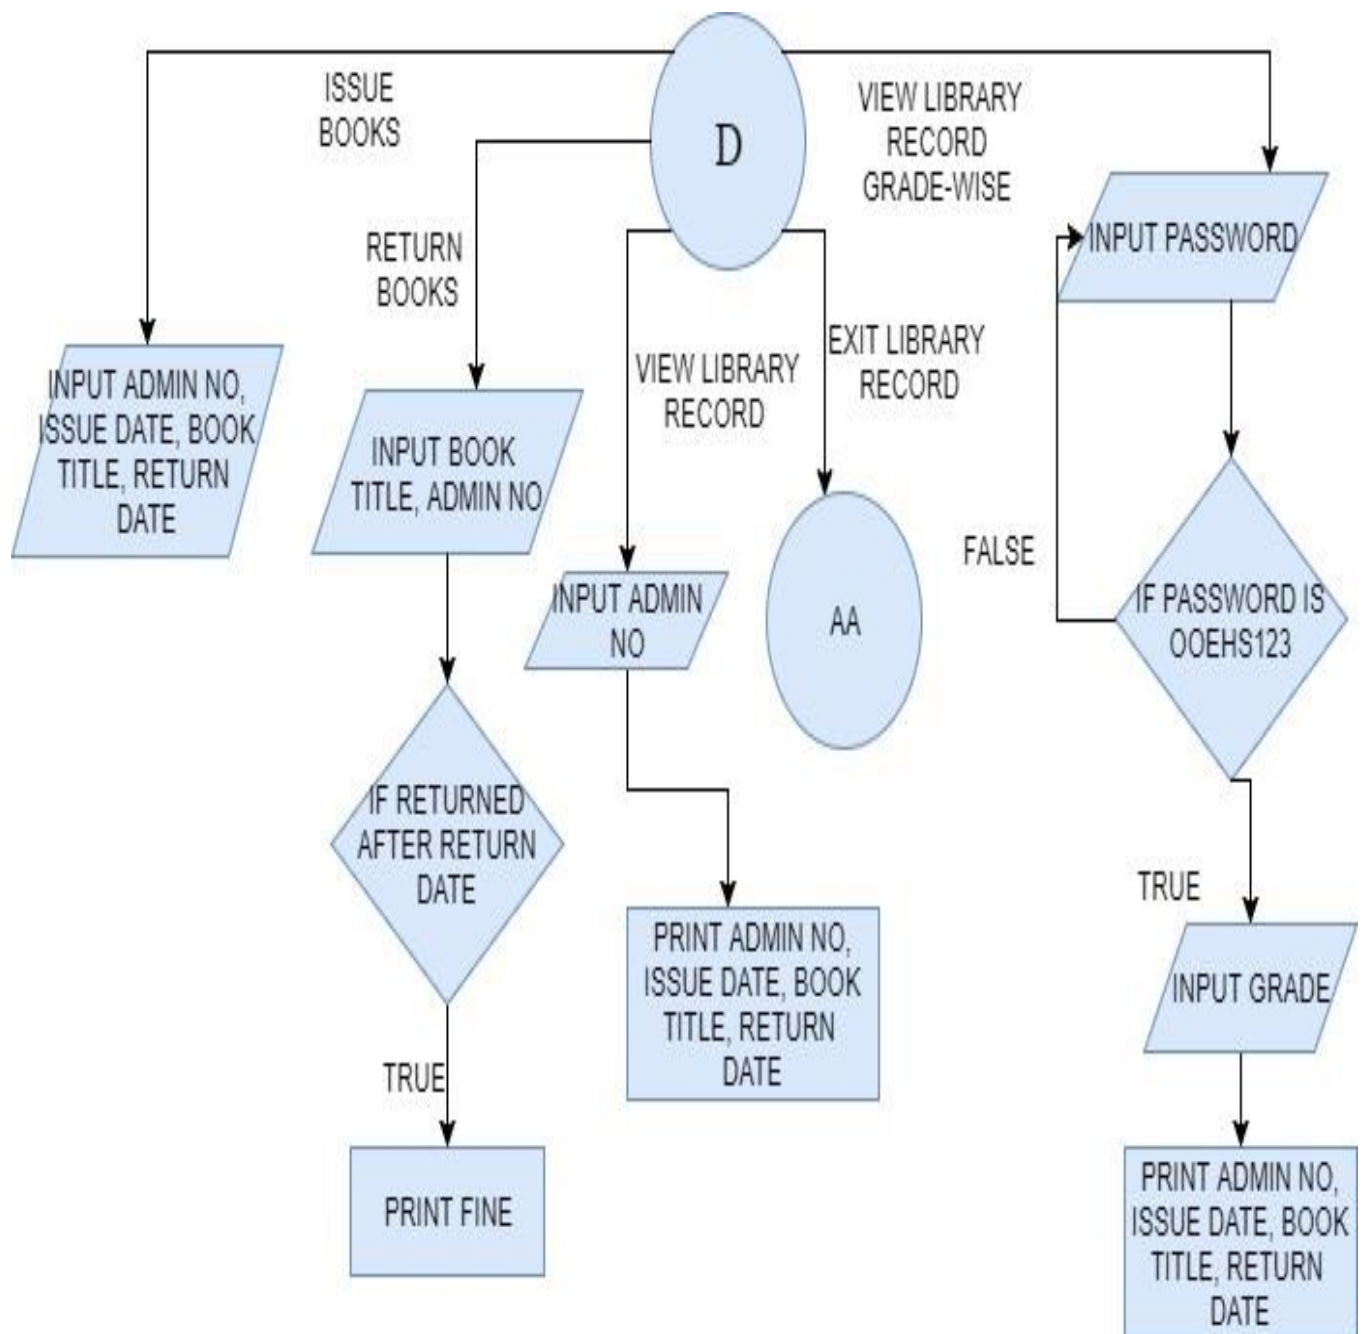 D
ISSUE
BOOKS
VIEW LIBRARY
RECORD
GRADE-WISE
RETURN
BOOKS
INPUT PASSWORD
VIEW LIBRARY
RECORD
EXIT LIBRARY
RECORD
INPUT ADMIN NO,
ISSUE DATE, BOOK
TITLE, RETURN
DATE
INPUT BOOK
TITLE, ADMIN NO
INPUT ADMIN
NO
AA
FALSE
IF PASSWORD IS
OOEHS123
IF RETURNED
AFTER RETURN
DATE
TRUE
PRINT ADMIN NO,
ISSUE DATE, BOOK
TITLE, RETURN
DATE
INPUT GRADE
TRUE
PRINT FINE
PRINT ADMIN NO,
ISSUE DATE, BOOK
TITLE, RETURN
DATE